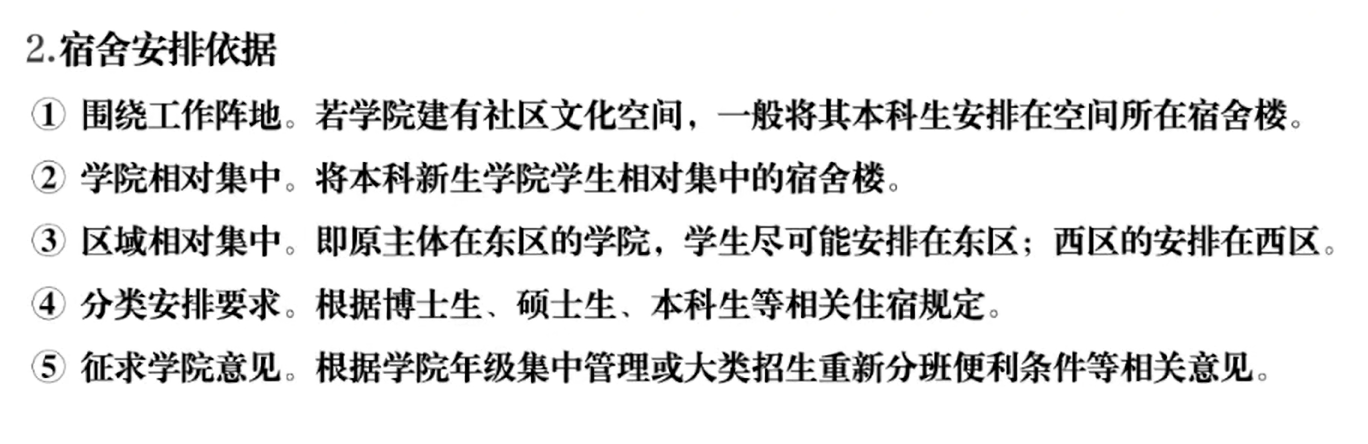 2.宿舍安排依据
① 围绕工作阵地。若学院建有社区文化空间，一般将其本科生安排在空间所在宿舍楼。
② 学院相对集中。将本科新生学院学生相对集中的宿舍楼。
③ 区域相对集中。即原主体在东区的学院，学生尽可能安排在东区；西区的安排在西区。
④ 分类安排要求。根据博士生、硕士生、本科生等相关住宿规定。
⑤ 征求学院意见。根据学院年级集中管理或大类招生重新分班便利条件等相关意见。